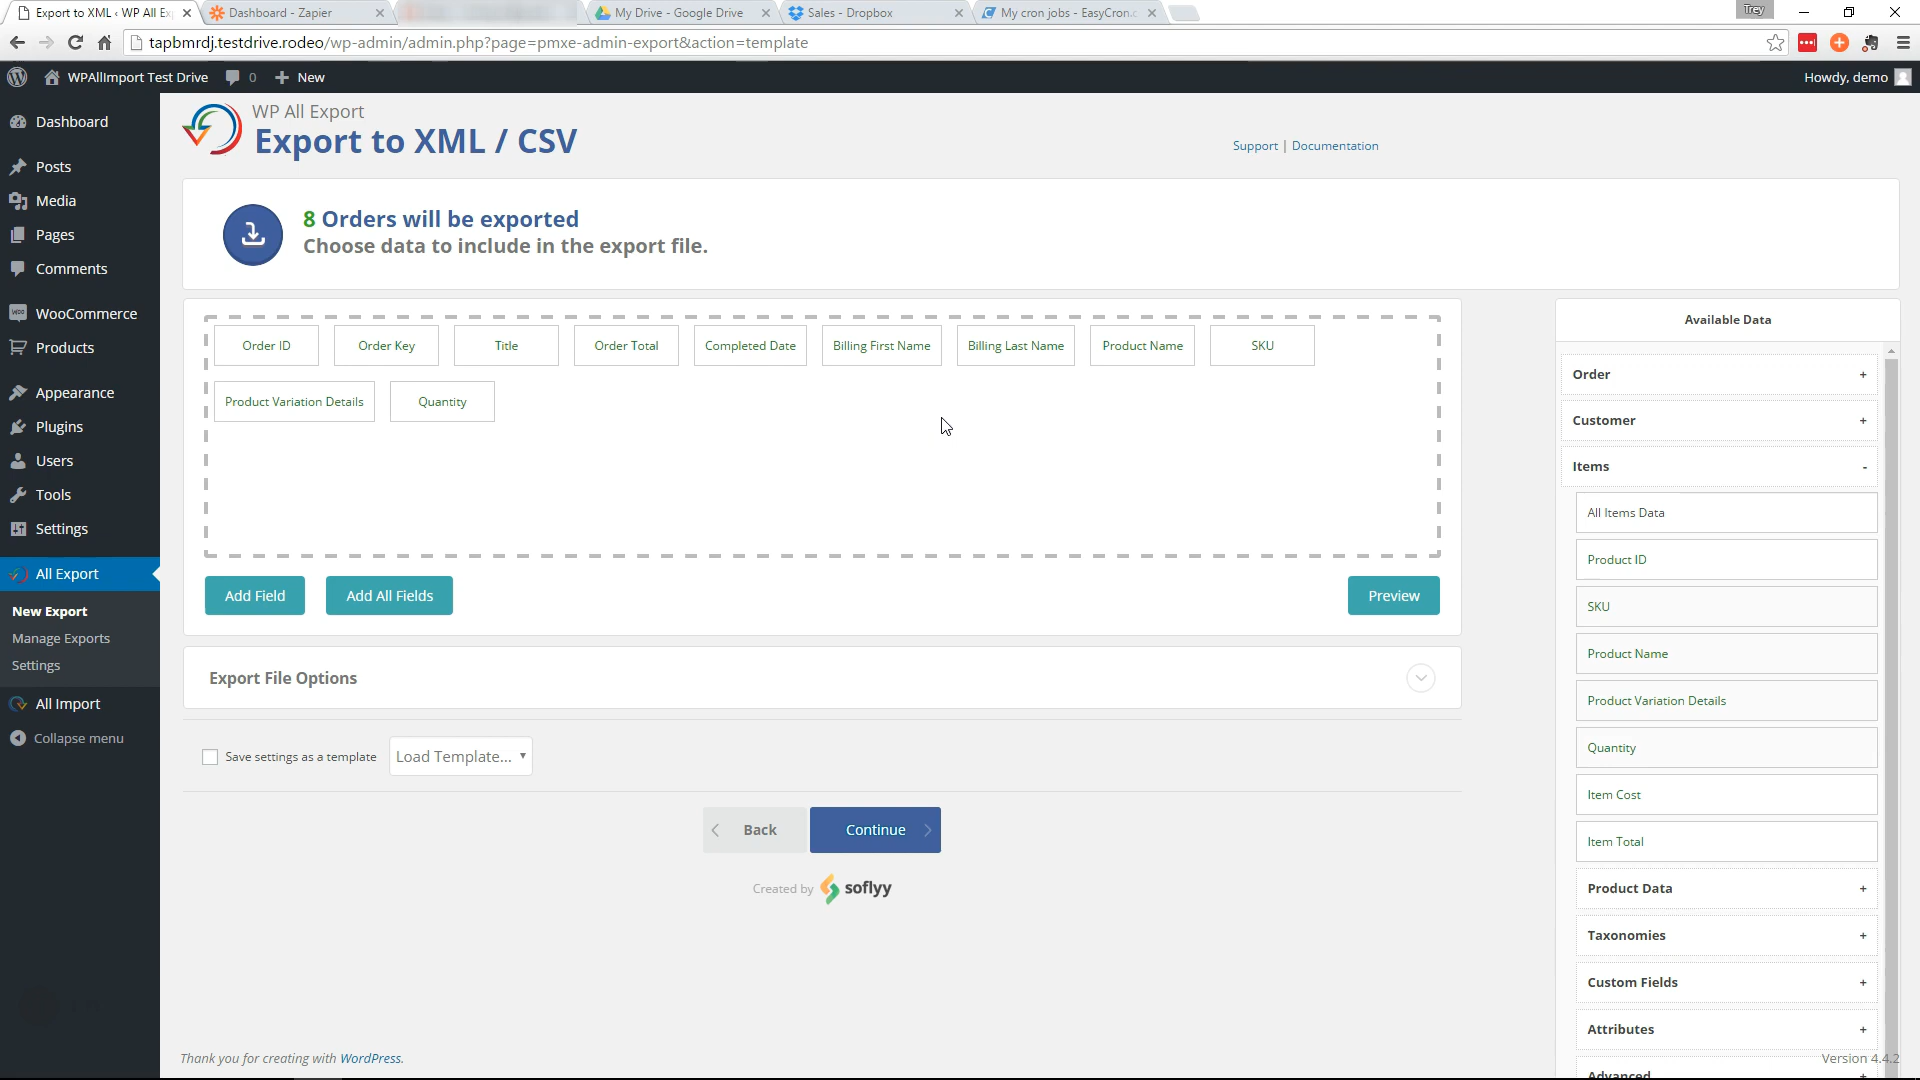 Export to XML ‹ WP All Ex
Dashboard - Zapier
My Drive - Google Drive
Sales - Dropbox
My cron jobs - EasyCron.c
Trey
tapbmrdj.testdrive.rodeo/wp-admin/admin.php?page=pmxe-admin-export&action=template
WPAllImport Test Drive
0
New
Howdy, demo
Dashboard
Posts
Media
Pages
Comments
WooCommerce
Products
Appearance
Plugins
Users
Tools
Settings
All Export
New Export
Manage Exports
Settings
All Import
Collapse menu
WP All Export
Export to XML / CSV
Support | Documentation
8 Orders will be exported
Choose data to include in the export file.
Order ID
Order Key
Title
Order Total
Completed Date
Billing First Name
Billing Last Name
Product Name
SKU
Product Variation Details
Quantity
Add Field
Add All Fields
Preview
Export File Options
Save settings as a template
Load Template...
Back
Continue
Created by soflyy
Available Data
Order +
Customer +
Items -
All Items Data
Product ID
SKU
Product Name
Product Variation Details
Quantity
Item Cost
Item Total
Product Data +
Taxonomies +
Custom Fields +
Attributes +
Advanced +
Thank you for creating with WordPress.
Version 4.4.2